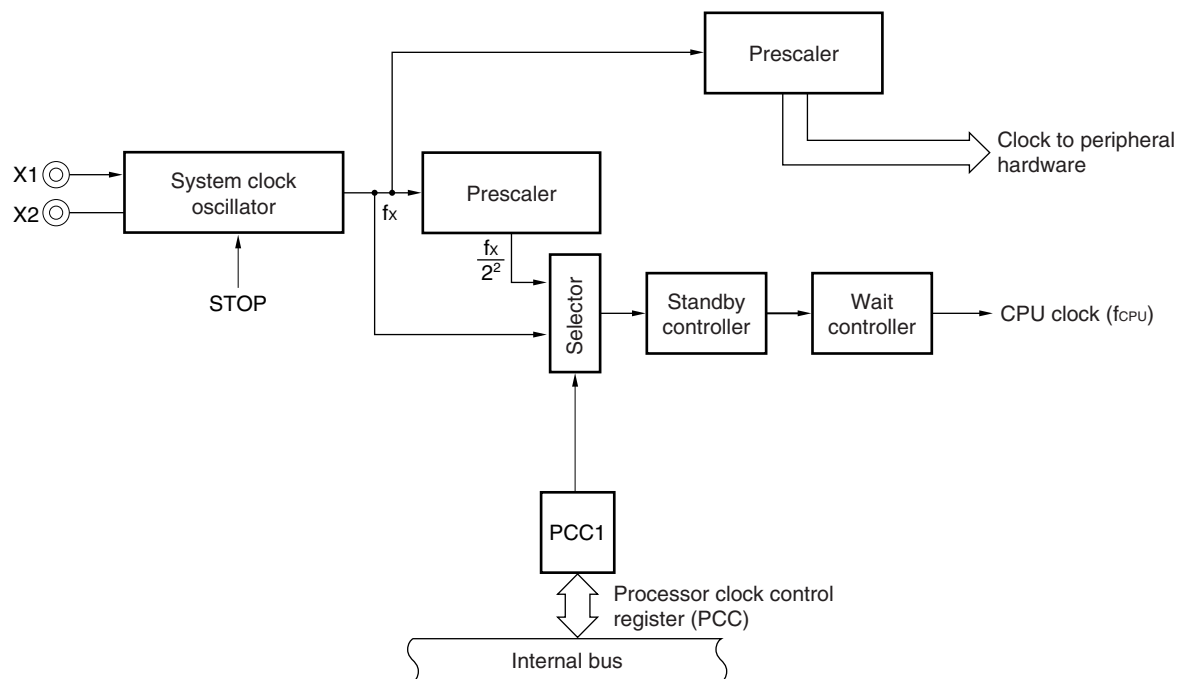 Prescaler
Clock to peripheral
hardware
X1
X2
System clock
oscillator
fX
Prescaler
fX
2²
STOP
Selector
Standby
controller
Wait
controller
CPU clock (fCPU)
PCC1
Processor clock control
register (PCC)
Internal bus